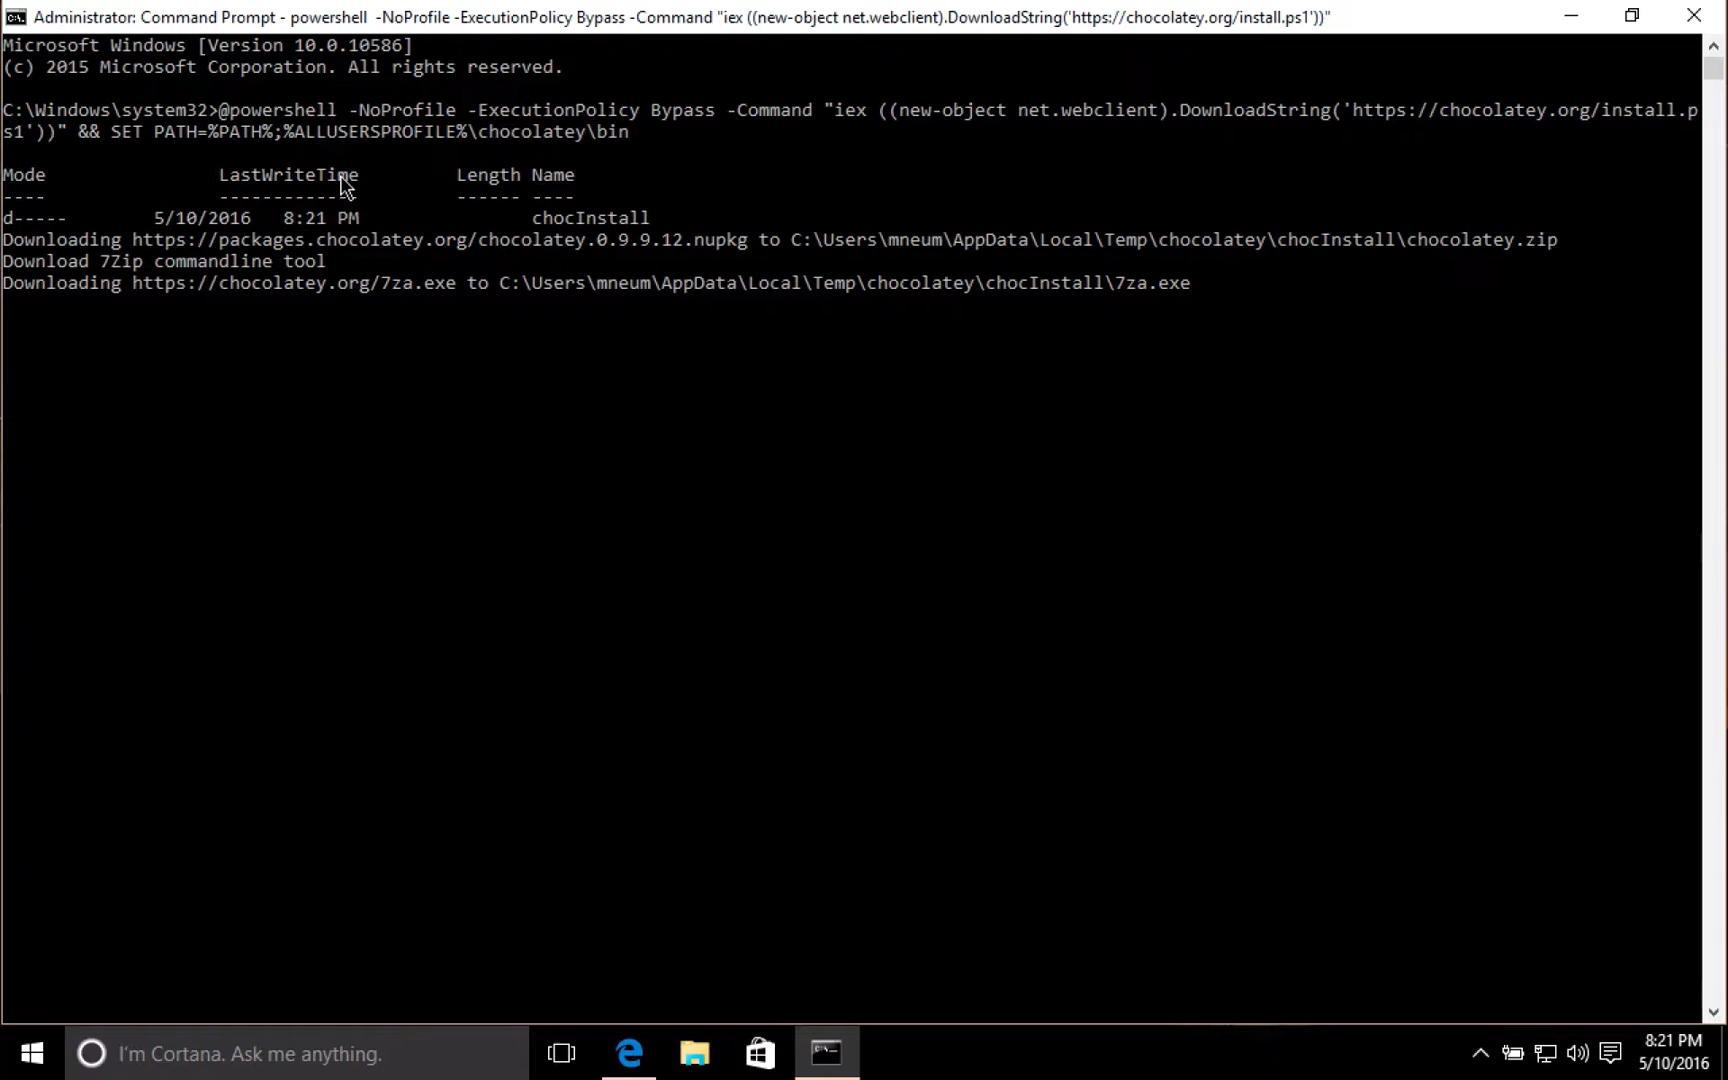 Administrator: Command Prompt - powershell  -NoProfile -ExecutionPolicy Bypass -Command "iex ((new-object net.webclient).DownloadString('https://chocolatey.org/install.ps1'))"
Microsoft Windows [Version 10.0.10586]
(c) 2015 Microsoft Corporation. All rights reserved.
C:\Windows\system32>@powershell -NoProfile -ExecutionPolicy Bypass -Command "iex ((new-object net.webclient).DownloadString('https://chocolatey.org/install.p
s1'))" && SET PATH=%PATH%;%ALLUSERSPROFILE%\chocolatey\bin
Mode                LastWriteTime         Length Name
----                -------------         ------ ----
d-----        5/10/2016   8:21 PM                chocInstall
Downloading https://packages.chocolatey.org/chocolatey.0.9.9.12.nupkg to C:\Users\mneum\AppData\Local\Temp\chocolatey\chocInstall\chocolatey.zip
Download 7Zip commandline tool
Downloading https://chocolatey.org/7za.exe to C:\Users\mneum\AppData\Local\Temp\chocolatey\chocInstall\7za.exe
I'm Cortana. Ask me anything.
8:21 PM
5/10/2016